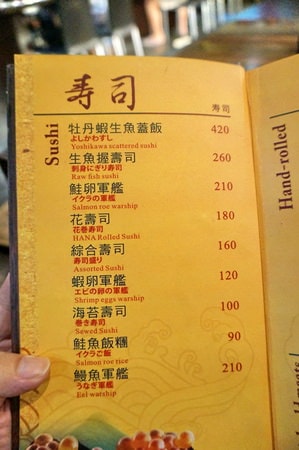 寿司
寿司
Sushi
牡丹蝦生魚蓋飯 420
よしかわすし
Yoshikawa scattered sushi
生魚握壽司 260
刺身にぎり寿司
Raw fish sushi
鮭卵軍艦 210
イクラの軍艦
Salmon roe warship
花壽司 180
花巻寿司
HANA Rolled Sushi
綜合壽司 160
寿司盛り
Assorted Sushi
蝦卵軍艦 120
エビの卵の軍艦
Shrimp eggs warship
海苔壽司 100
巻き寿司
Sewed Sushi
鮭魚飯糰 90
イクラご飯
Salmon roe rice
鰻魚軍艦 210
うなぎ軍艦
Eel watship
Hand-rolled